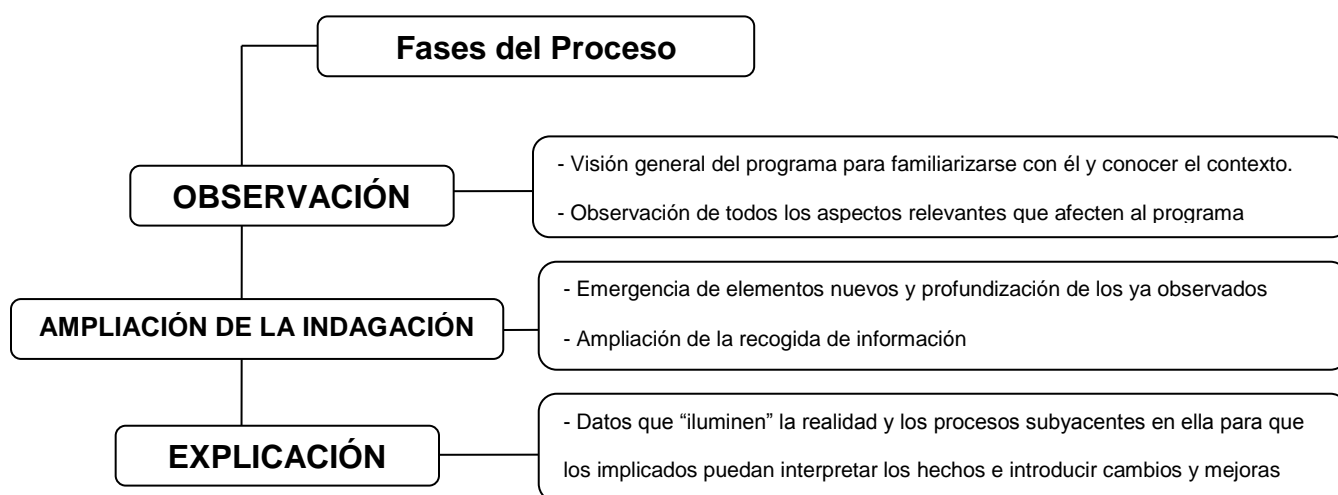 Fases del Proceso
OBSERVACIÓN
- Visión general del programa para familiarizarse con él y conocer el contexto.
- Observación de todos los aspectos relevantes que afecten al programa
AMPLIACIÓN DE LA INDAGACIÓN
- Emergencia de elementos nuevos y profundización de los ya observados
- Ampliación de la recogida de información
EXPLICACIÓN
- Datos que “iluminen” la realidad y los procesos subyacentes en ella para que
los implicados puedan interpretar los hechos e introducir cambios y mejoras